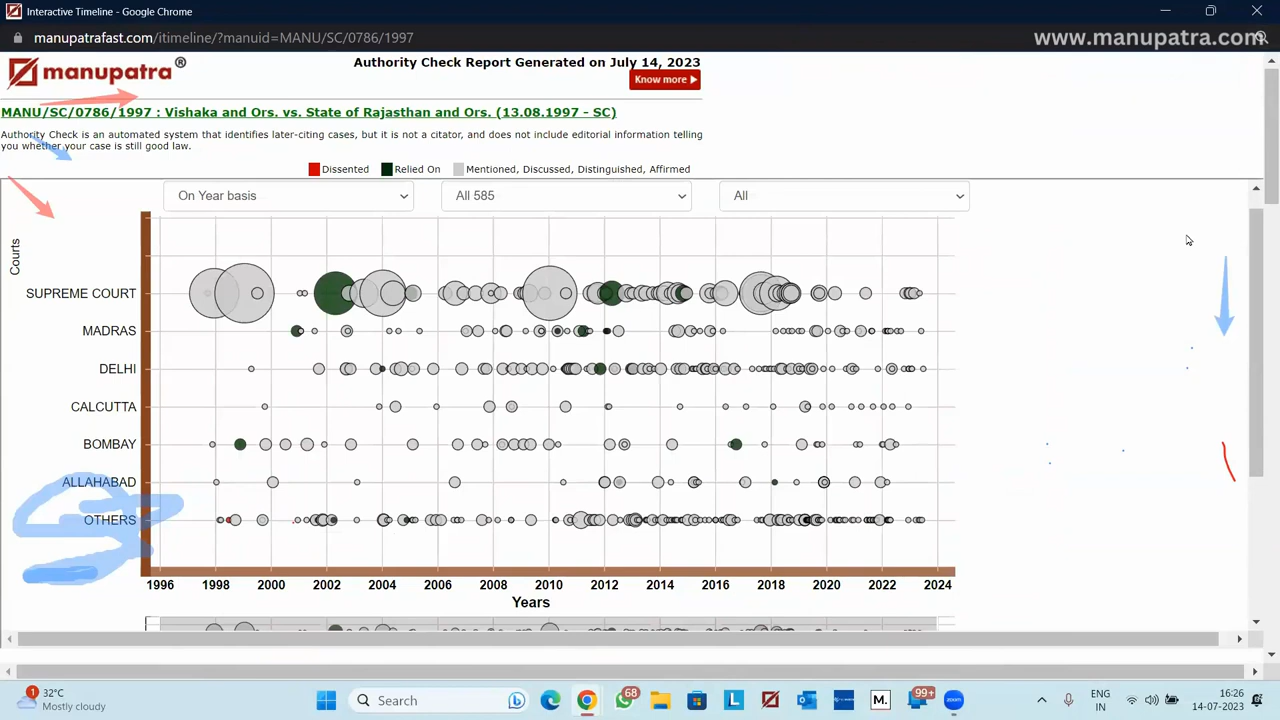 Interactive Timeline - Google Chrome
manupatrafast.com/itimeline/?manuid=MANU/SC/0786/1997
www.manupatra.com
manupatra®
Authority Check Report Generated on July 14, 2023
Know more
MANU/SC/0786/1997 : Vishaka and Ors. vs. State of Rajasthan and Ors. (13.08.1997 - SC)
Authority Check is an automated system that identifies later-citing cases, but it is not a citator, and does not include editorial information telling
you whether your case is still good law.
Dissented Relied On Mentioned, Discussed, Distinguished, Affirmed
On Year basis All 585 All
Courts
SUPREME COURT
MADRAS
DELHI
CALCUTTA
BOMBAY
ALLAHABAD
OTHERS
1996 1998 2000 2002 2004 2006 2008 2010 2012 2014 2016 2018 2020 2022 2024
Years
1
32°C
Mostly cloudy
Search
68
L
M.
99+
ENG
IN
16:26
14-07-2023